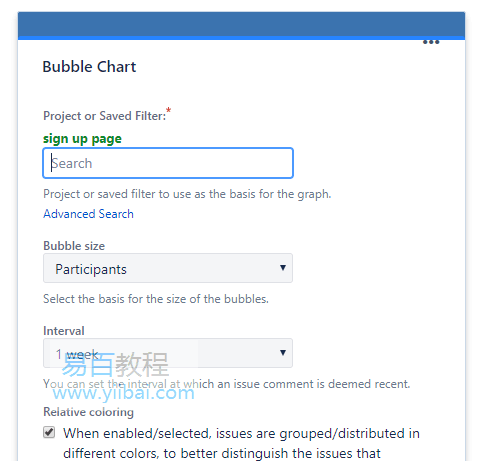 Bubble Chart
Project or Saved Filter:*
sign up page
Search
Project or saved filter to use as the basis for the graph.
Advanced Search
Bubble size
Participants
Select the basis for the size of the bubbles.
Interval
1 week
易百教程
You can set the interval at which an issue comment is deemed recent.
www.yiibai.com
Relative coloring
When enabled/selected, issues are grouped/distributed in
different colors, to better distinguish the issues that